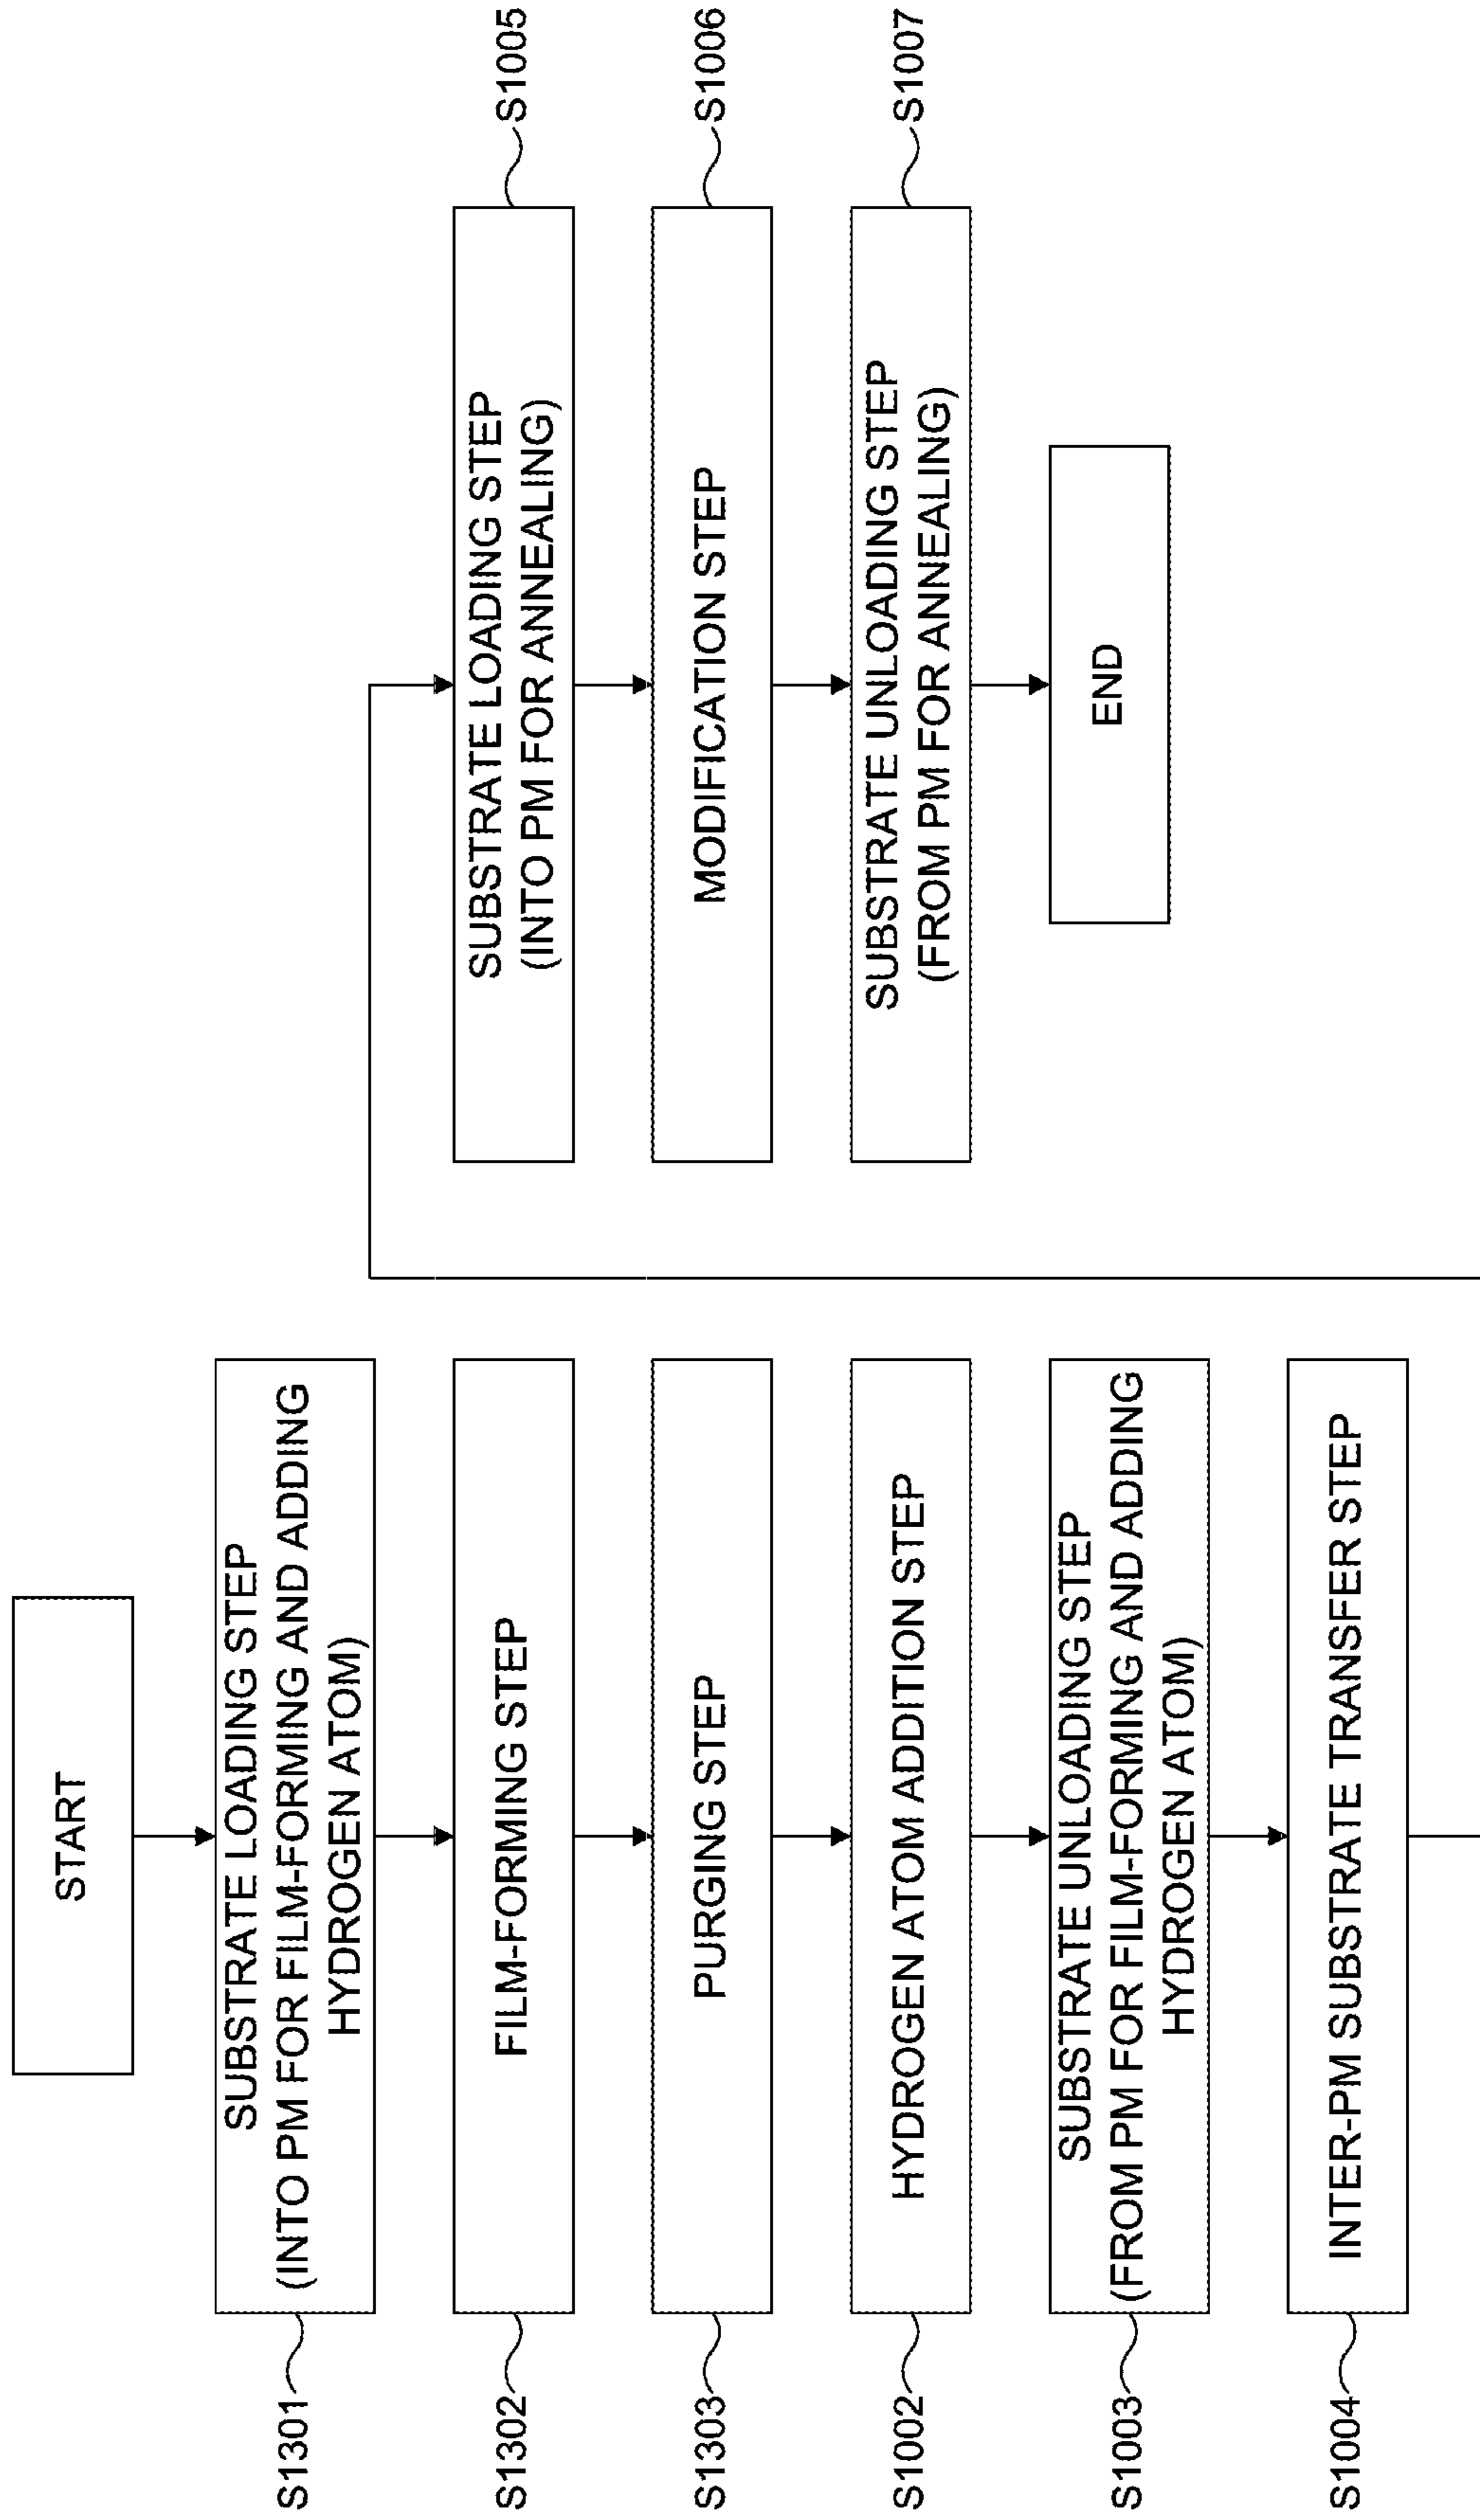 START
S1301
SUBSTRATE LOADING STEP
(INTO PM FOR FILM-FORMING AND ADDING
HYDROGEN ATOM)
S1302
FILM-FORMING STEP
S1303
PURGING STEP
S1002
HYDROGEN ATOM ADDITION STEP
S1003
SUBSTRATE UNLOADING STEP
(FROM PM FOR FILM-FORMING AND ADDING
HYDROGEN ATOM)
S1004
INTER-PM SUBSTRATE TRANSFER STEP
SUBSTRATE LOADING STEP
(INTO PM FOR ANNEALING)
S1005
MODIFICATION STEP
S1006
SUBSTRATE UNLOADING STEP
(FROM PM FOR ANNEALING)
S1007
END